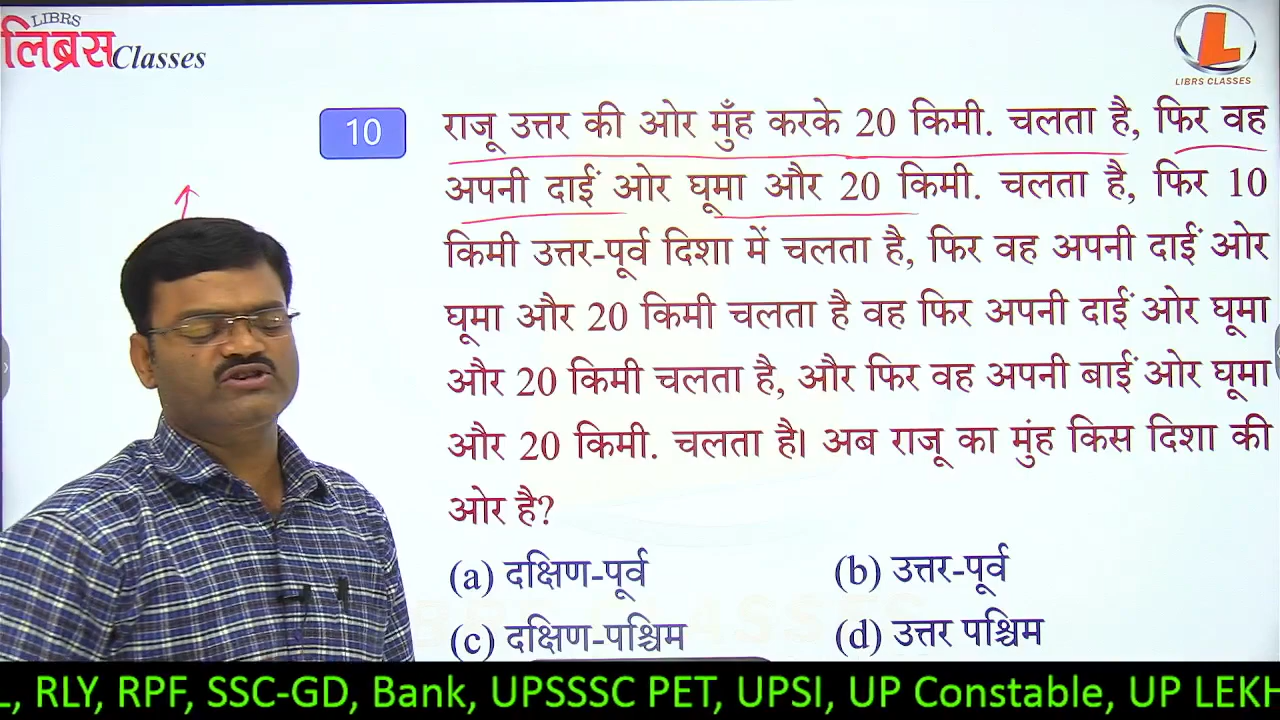 LIBRS
लिब्रस Classes
L
LIBRS CLASSES
10
राजू उत्तर की ओर मुँह करके 20 किमी. चलता है, फिर वह
अपनी दाईं ओर घूमा और 20 किमी. चलता है, फिर 10
किमी उत्तर-पूर्व दिशा में चलता है, फिर वह अपनी दाईं ओर
घूमा और 20 किमी चलता है वह फिर अपनी दाईं ओर घूमा
और 20 किमी चलता है, और फिर वह अपनी बाईं ओर घूमा
और 20 किमी. चलता है। अब राजू का मुंह किस दिशा की
ओर है?
(a) दक्षिण-पूर्व (b) उत्तर-पूर्व
(c) दक्षिण-पश्चिम (d) उत्तर पश्चिम
L, RLY, RPF, SSC-GD, Bank, UPSSSC PET, UPSI, UP Constable, UP LEKH